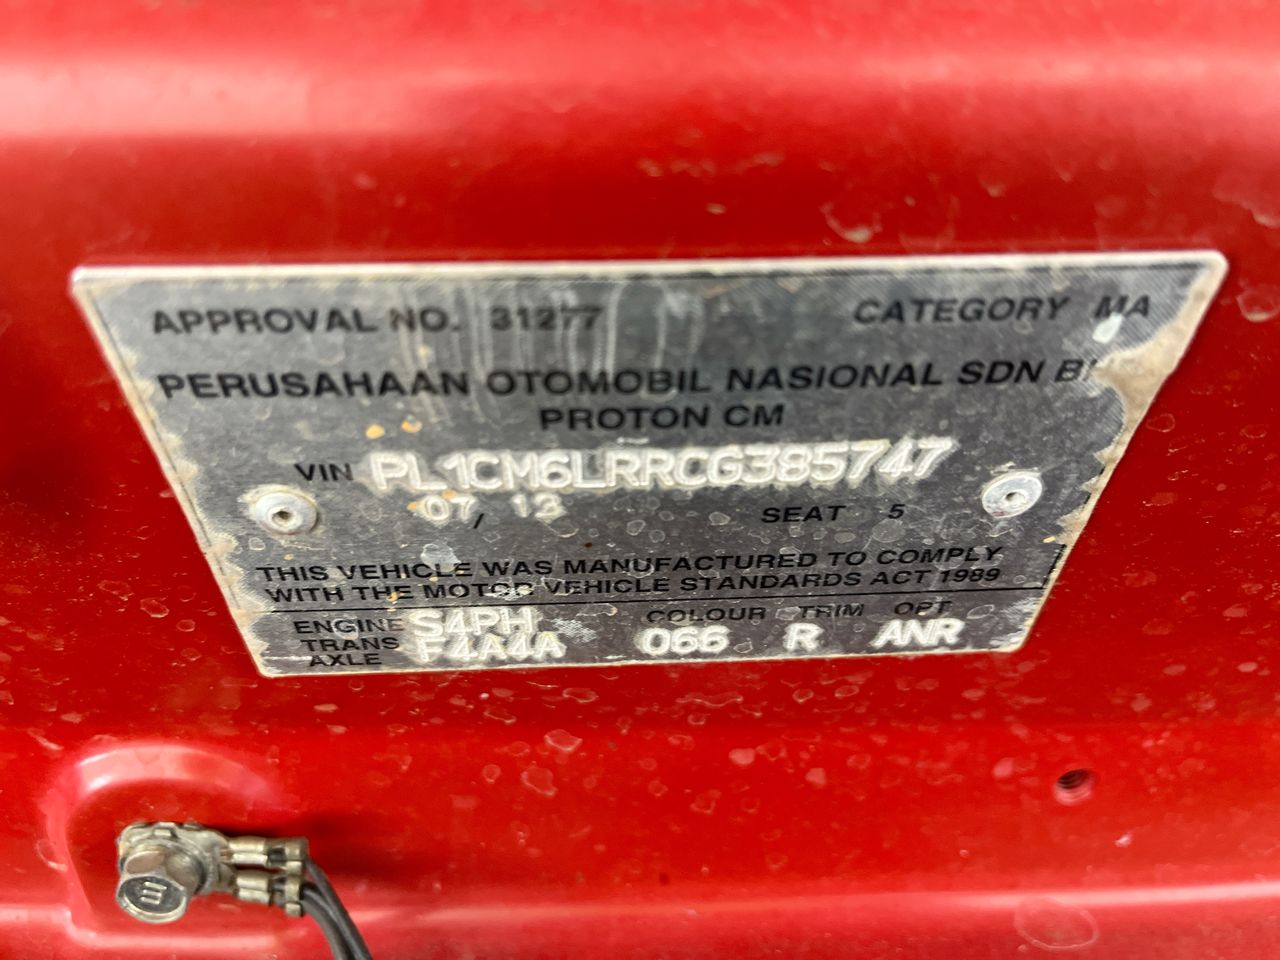 APPROVAL NO. 31277 CATEGORY MA
PERUSAHAAN OTOMOBIL NASIONAL SDN
PROTON CM
VIN PL1CM6LRRCG385747
07 / 13 SEAT 5
THIS VEHICLE WAS MANUFACTURED TO COMPLY
WITH THE MOTOR VEHICLE STANDARDS ACT 1989
ENGINE S4PH COLOUR TRIM OPT
TRANS AXLE F4A4A 066 R ANR